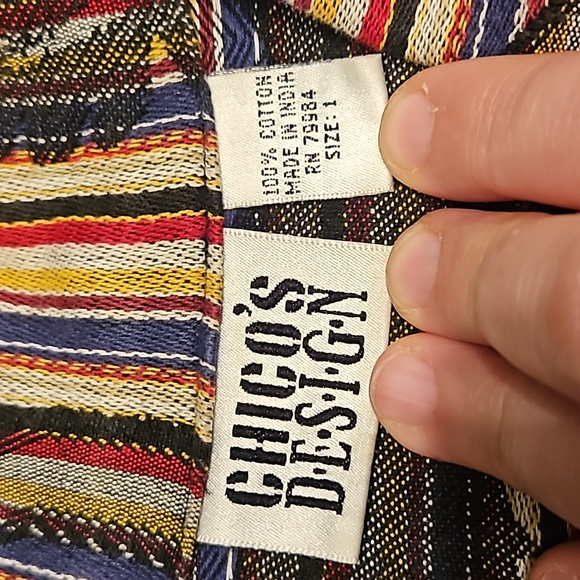 100% COTTON
MADE IN INDIA
RN 79984
SIZE: 1
CHICO'S
D·E·S·I·G·N